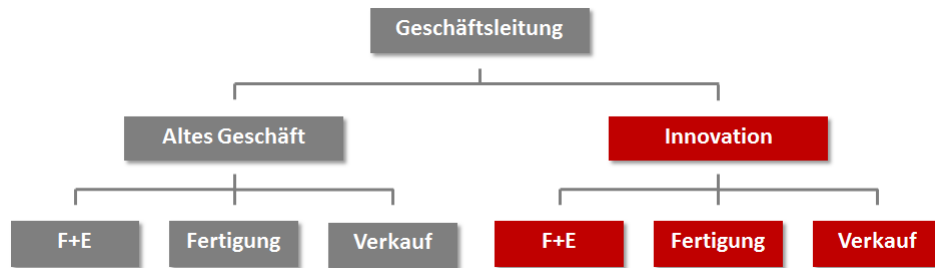 Geschäftsleitung
Altes Geschäft
Innovation
F+E
Fertigung
Verkauf
F+E
Fertigung
Verkauf